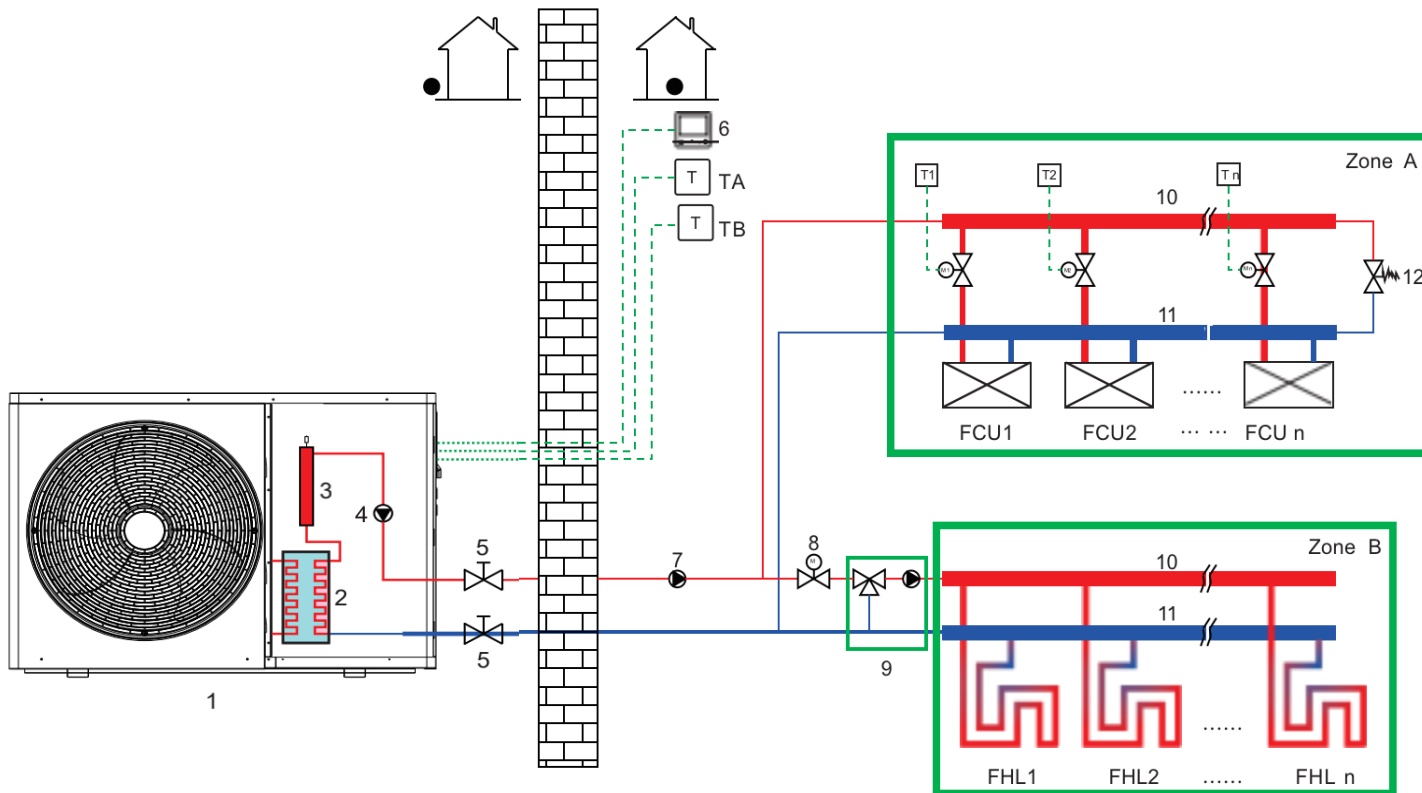 6
T TA
T TB
Zone A
T1 T2 T n
10
M1 M2 Mn
12
11
FCU1 FCU2 ... ... FCU n
......
3
4
2
5
5
1
7
8
M
9
Zone B
10
11
......
FHL1 FHL2 ...... FHL n